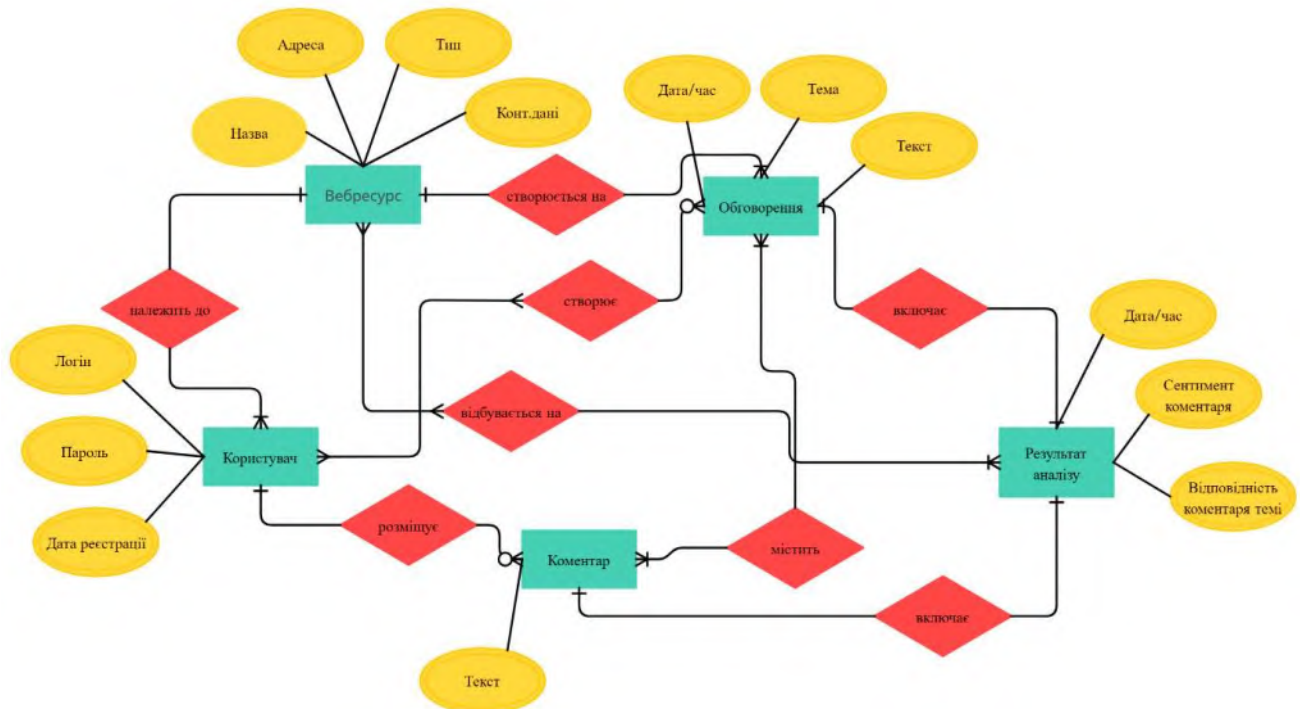 Адреса
Тип
Дата/час
Тема
Назва
Конт.дані
Текст
Вебресурс
створюється на
Обговорення
належить до
створює
включає
Дата/час
Логін
Сентимент
коментаря
відбувається на
Пароль
Користувач
Результат
аналізу
Відповідність
коментаря темі
Дата реєстрації
розміщує
Коментар
містить
включає
Текст